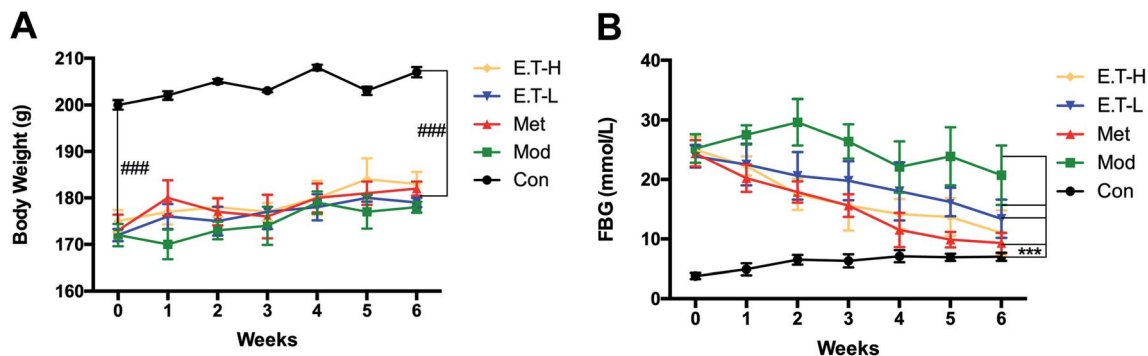 A
Body Weight (g)
210
200
190
180
170
160
###
###
0 1 2 3 4 5 6
Weeks
E.T-H
E.T-L
Met
Mod
Con
B
FBG (mmol/L)
40
30
20
10
0
***
0 1 2 3 4 5 6
Weeks
E.T-H
E.T-L
Met
Mod
Con